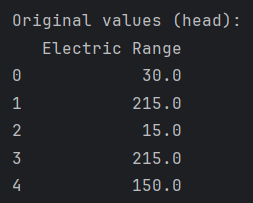 Original values (head):
   Electric Range
0            30.0
1           215.0
2            15.0
3           215.0
4           150.0